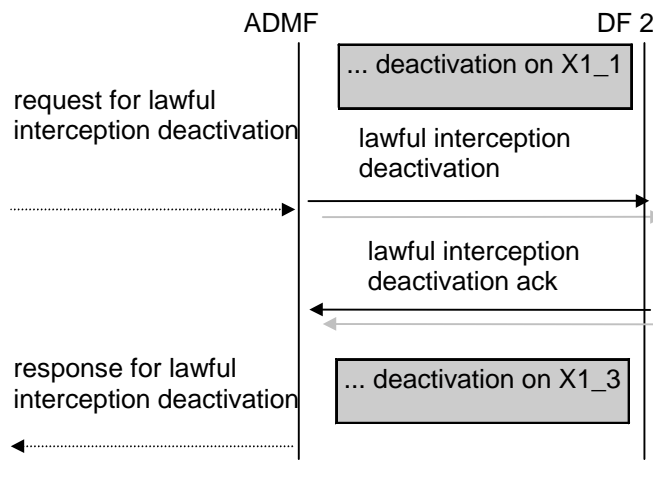 ADMF
DF 2
... deactivation on X1_1
request for lawful
interception deactivation
lawful interception
deactivation
lawful interception
deactivation ack
response for lawful
interception deactivation
... deactivation on X1_3